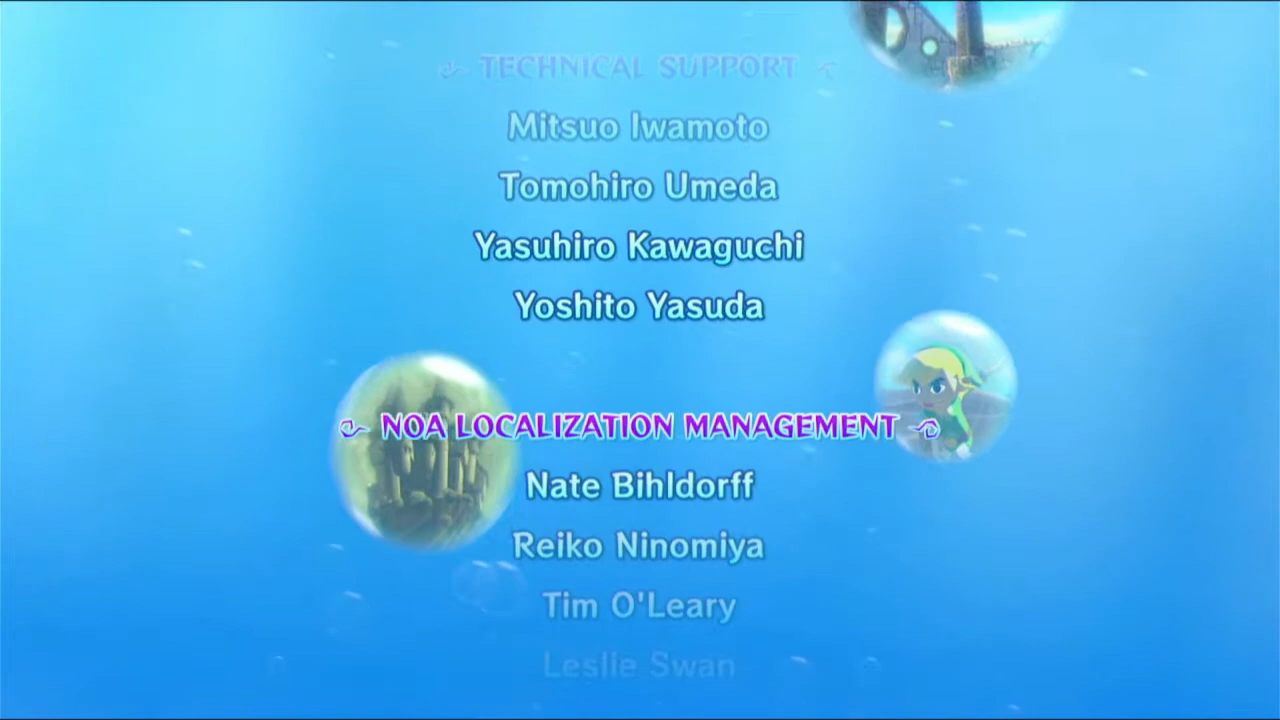 TECHNICAL SUPPORT
Mitsuo Iwamoto
Tomohiro Umeda
Yasuhiro Kawaguchi
Yoshito Yasuda
NOA LOCALIZATION MANAGEMENT
Nate Bihldorff
Reiko Ninomiya
Tim O'Leary
Leslie Swan